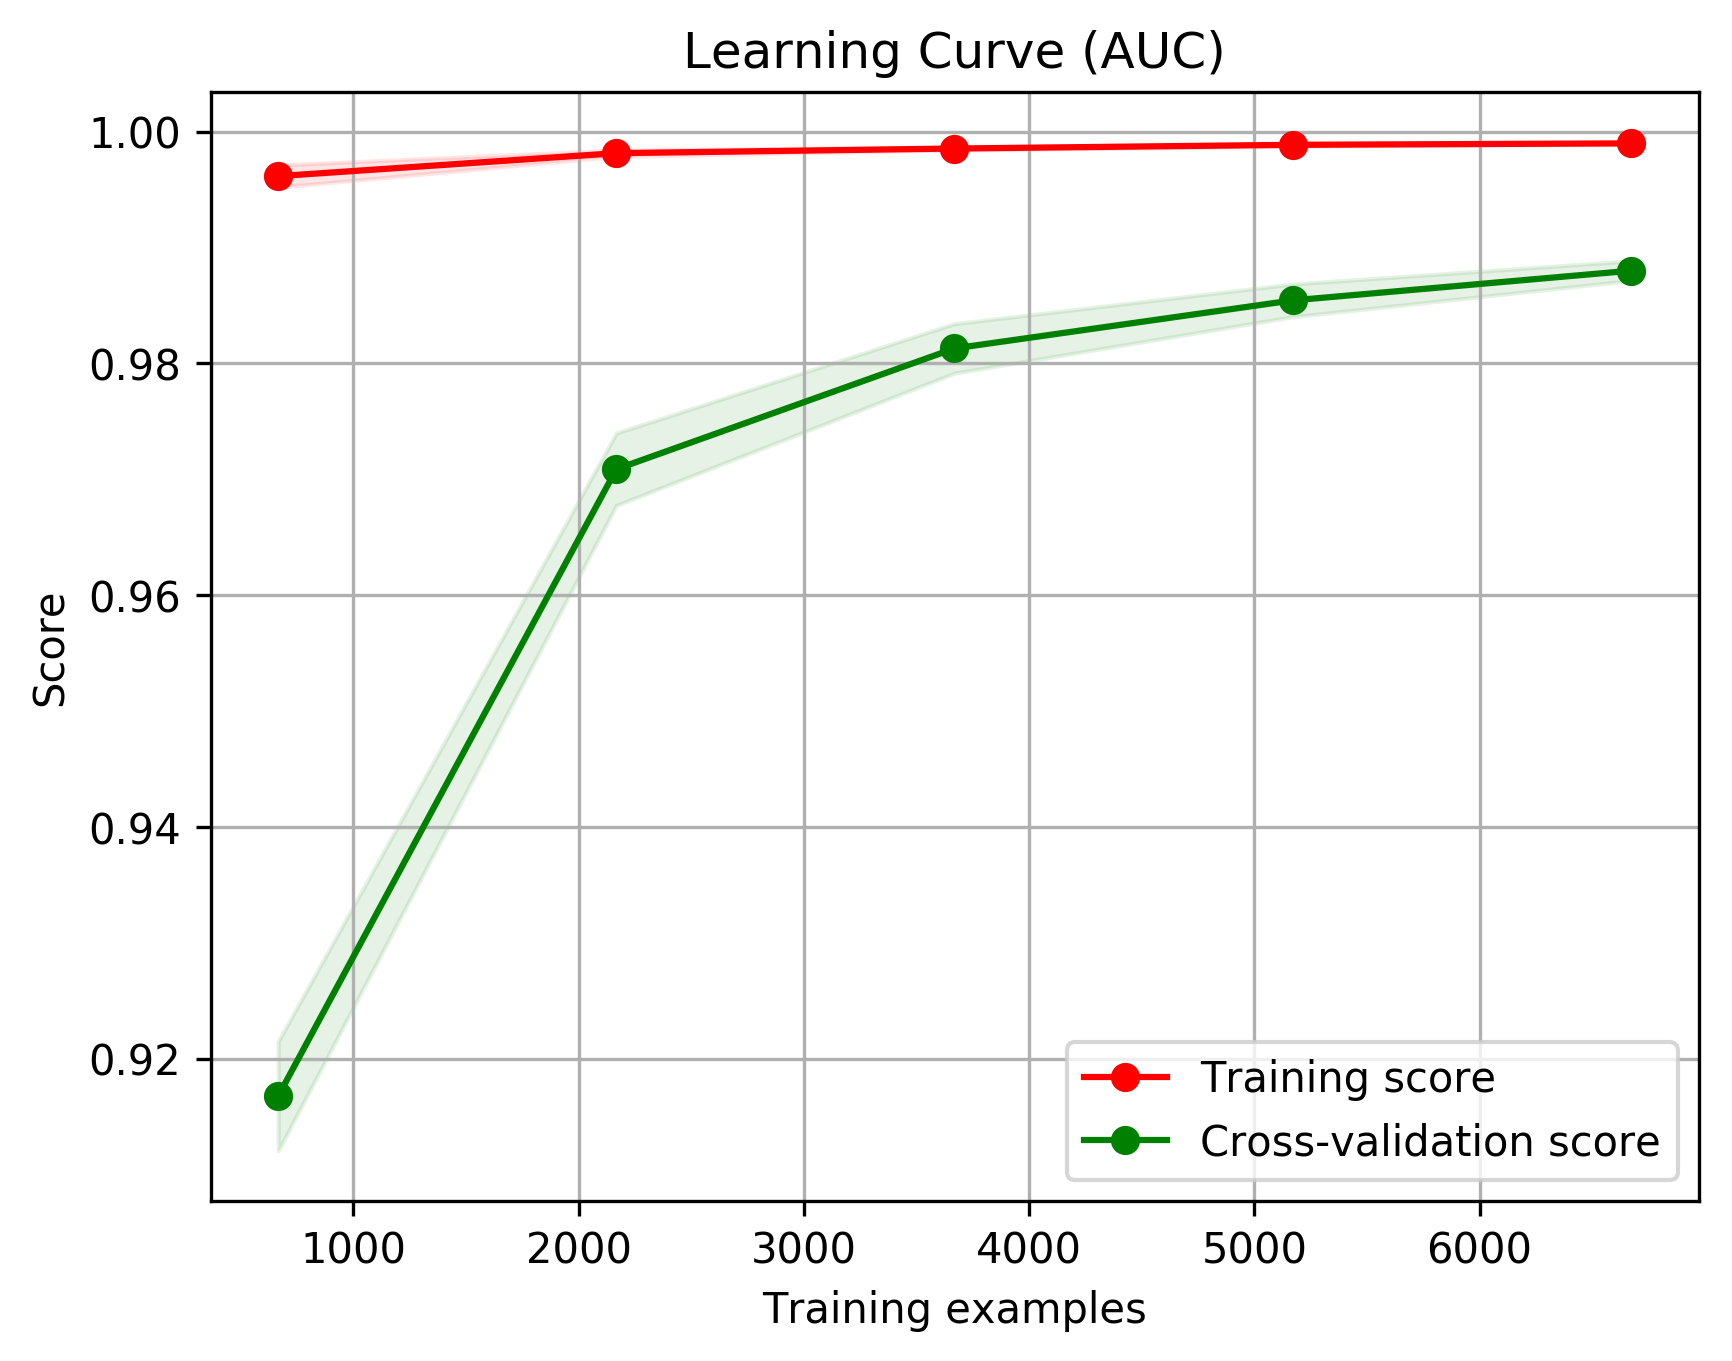 Learning Curve (AUC)
1.00
0.98
0.96
0.94
0.92
Score
1000 2000 3000 4000 5000 6000
Training examples
Training score
Cross-validation score